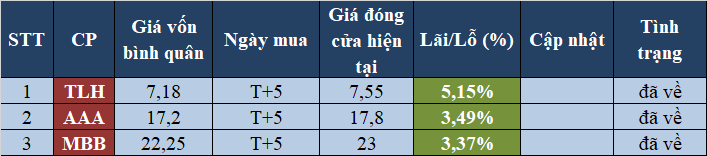 STT CP Giá vốn bình quân Ngày mua Giá đóng cửa hiện tại Lãi/Lỗ (%) Cập nhật Tình trạng
1 TLH 7,18 T+5 7,55 5,15% đã về
2 AAA 17,2 T+5 17,8 3,49% đã về
3 MBB 22,25 T+5 23 3,37% đã về